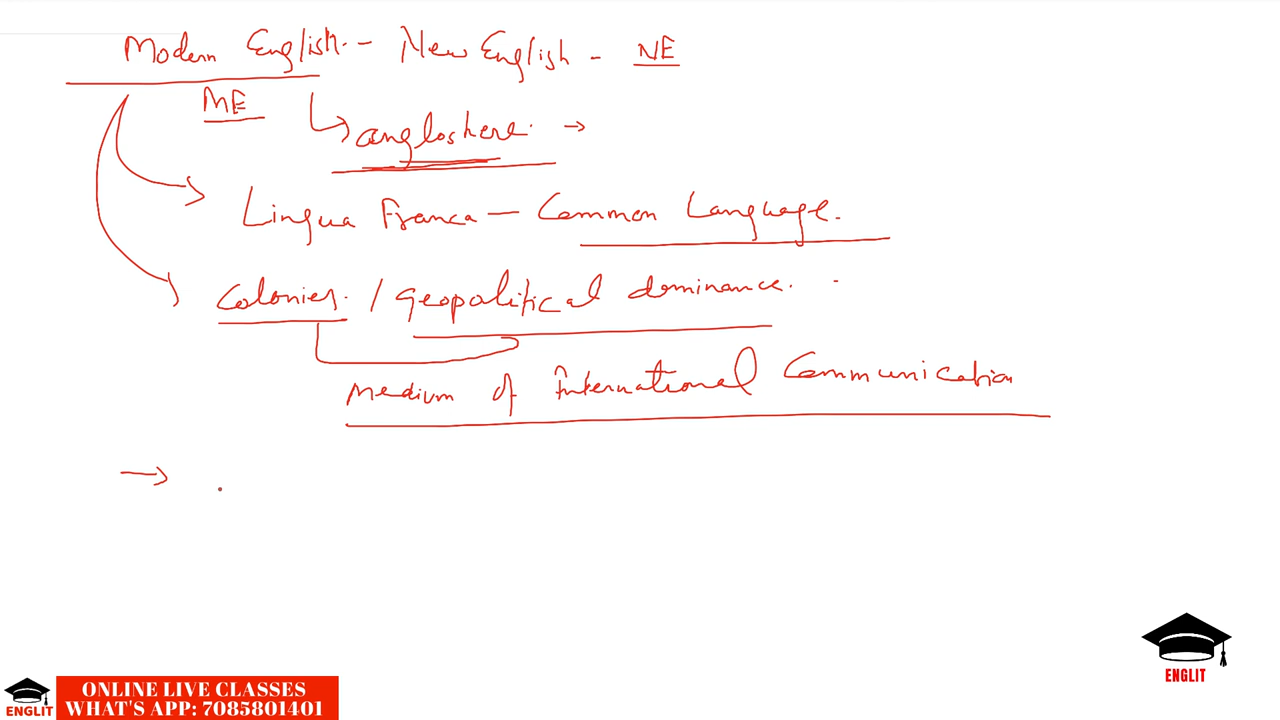 Modern English - New English - NE
ME
angloshere. →
Lingua Franca — Common Language.
Colonies. / Geopolitical dominance.
Medium of International Communication
→
ENGLIT
ONLINE LIVE CLASSES
WHAT'S APP: 7085801401
ENGLIT